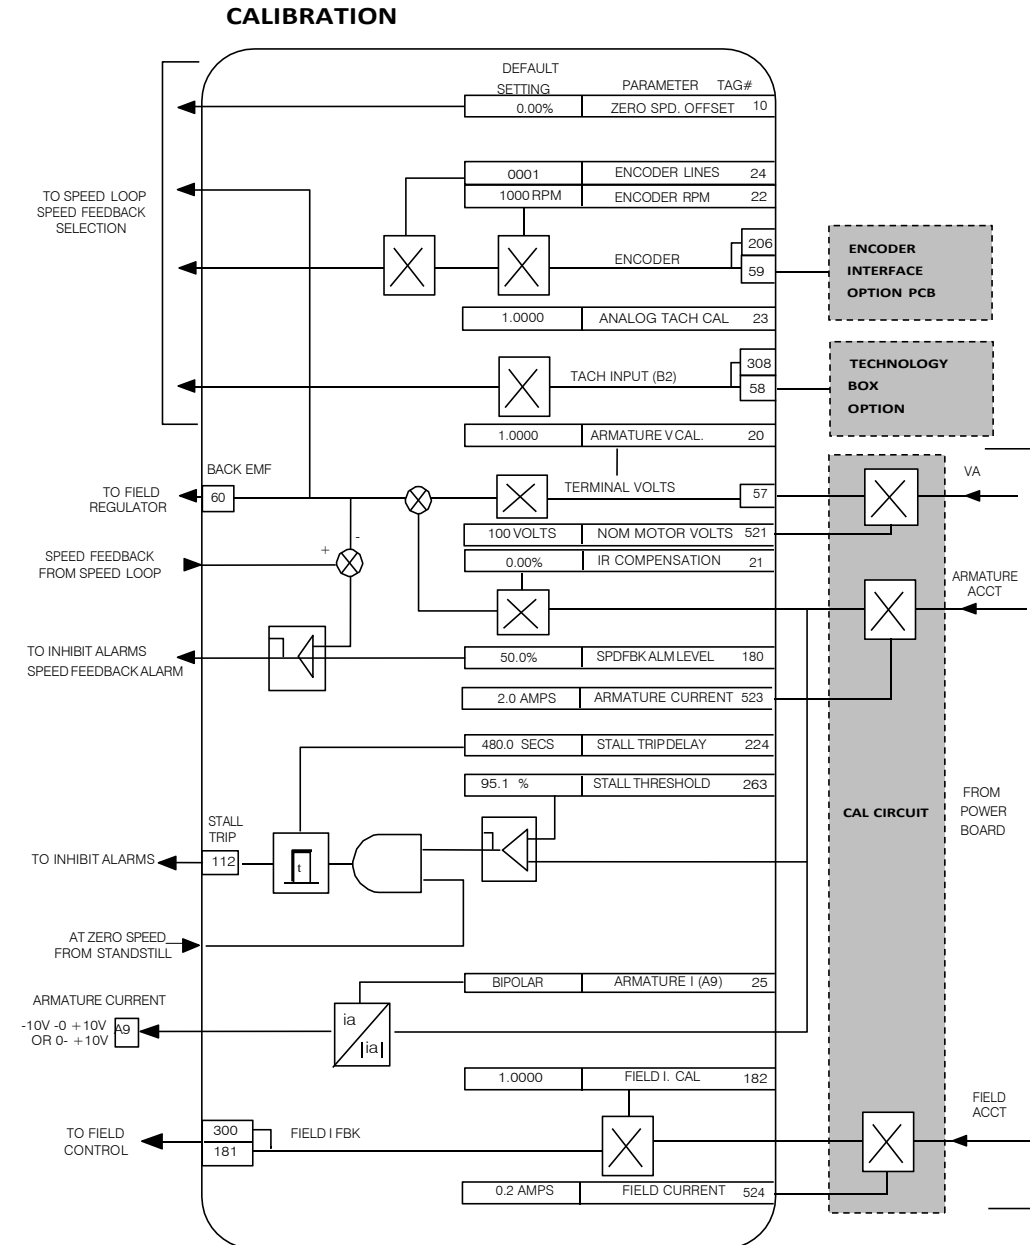 CALIBRATION
DEFAULT
SETTING PARAMETER TAG#
0.00% ZERO SPD. OFFSET 10
0001 ENCODER LINES 24
1000 RPM ENCODER RPM 22
TO SPEED LOOP
SPEED FEEDBACK
SELECTION
206
ENCODER
59
ENCODER
INTERFACE
OPTION PCB
1.0000 ANALOG TACH CAL 23
308
TACH INPUT (B2)
58
TECHNOLOGY
BOX
OPTION
1.0000 ARMATURE V CAL. 20
BACK EMF
60
TO FIELD
REGULATOR
TERMINAL VOLTS 57
VA
100 VOLTS NOM MOTOR VOLTS 521
0.00% IR COMPENSATION 21
+
-
SPEED FEEDBACK
FROM SPEED LOOP
ARMATURE
ACCT
TO INHIBIT ALARMS
SPEED FEEDBACK ALARM
50.0% SPDFBK ALM LEVEL 180
2.0 AMPS ARMATURE CURRENT 523
480.0 SECS STALL TRIP DELAY 224
95.1 % STALL THRESHOLD 263
CAL CIRCUIT
FROM
POWER
BOARD
STALL
TRIP
TO INHIBIT ALARMS 112
t
AT ZERO SPEED
FROM STANDSTILL
BIPOLAR ARMATURE I (A9) 25
ARMATURE CURRENT
-10V -0 +10V
OR 0- +10V
A9
ia
|ia|
1.0000 FIELD I. CAL 182
FIELD
ACCT
TO FIELD
CONTROL
300
181
FIELD I FBK
0.2 AMPS FIELD CURRENT 524